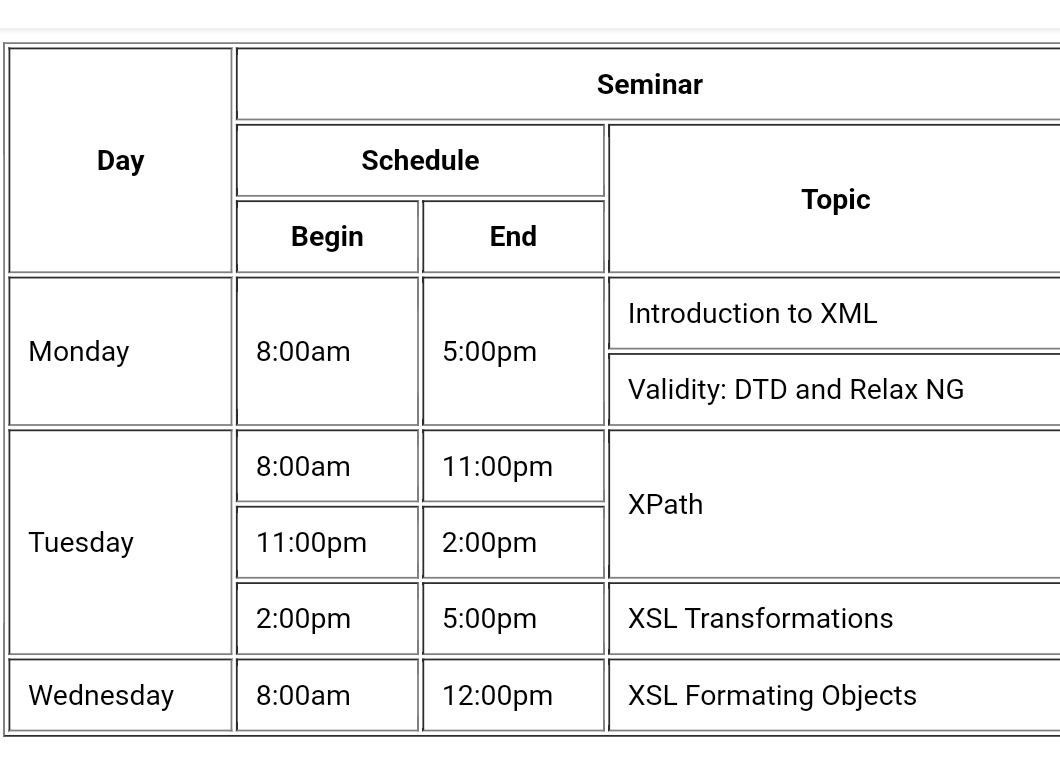 Seminar
Day
Schedule
Topic
Begin
End
Monday
8:00am
5:00pm
Introduction to XML
Validity: DTD and Relax NG
Tuesday
8:00am
11:00pm
XPath
11:00pm
2:00pm
2:00pm
5:00pm
XSL Transformations
Wednesday
8:00am
12:00pm
XSL Formating Objects